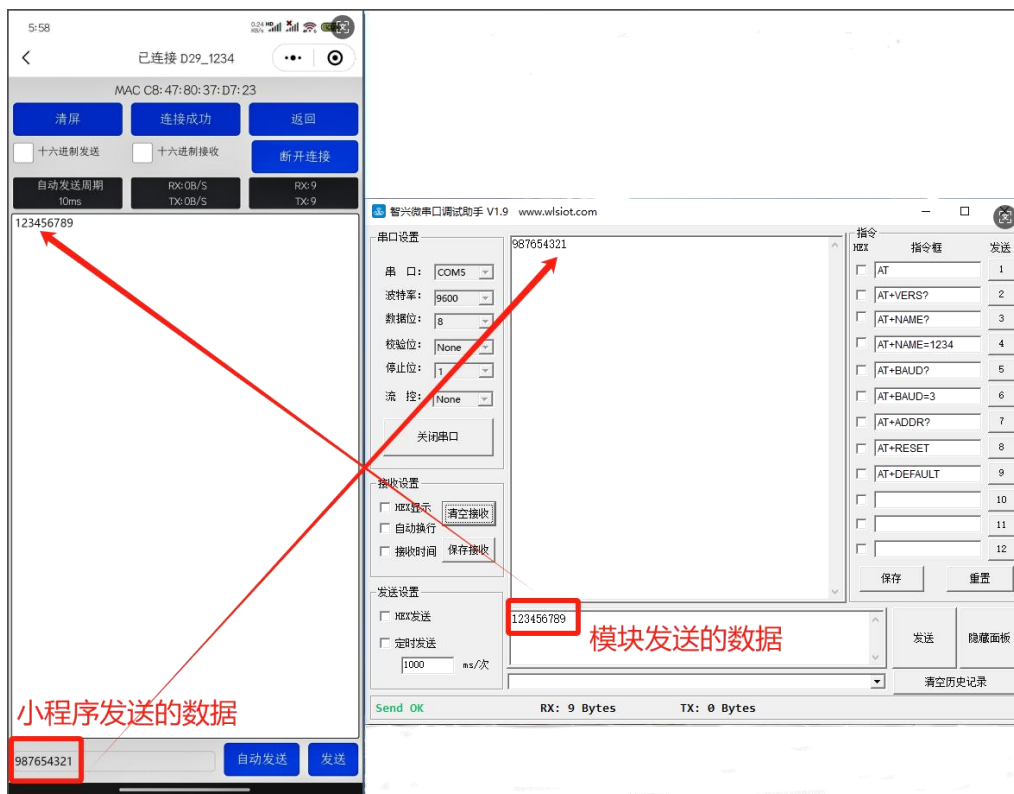 5:58
0.24 KB/s HD
已连接 D29_1234
MAC C8:47:80:37:D7:23
清屏
连接成功
返回
十六进制发送
十六进制接收
断开连接
自动发送周期
10ms
RX:0B/S
TX:0B/S
RX:9
TX:9
123456789
小程序发送的数据
987654321
自动发送
发送
智兴微串口调试助手 V1.9 www.wlsiot.com
串口设置
串 口: COM5
波特率: 9600
数据位: 8
校验位: None
停止位: 1
流 控: None
关闭串口
接收设置
HEX显示
清空接收
自动换行
接收时间
保存接收
发送设置
HEX发送
定时发送
1000 ms/次
987654321
123456789
模块发送的数据
指令
HEX 指令框 发送
AT 1
AT+VERS? 2
AT+NAME? 3
AT+NAME=1234 4
AT+BAUD? 5
AT+BAUD=3 6
AT+ADDR? 7
AT+RESET 8
AT+DEFAULT 9
10
11
12
保存
重置
发送
隐藏面板
清空历史记录
Send OK RX: 9 Bytes TX: 0 Bytes